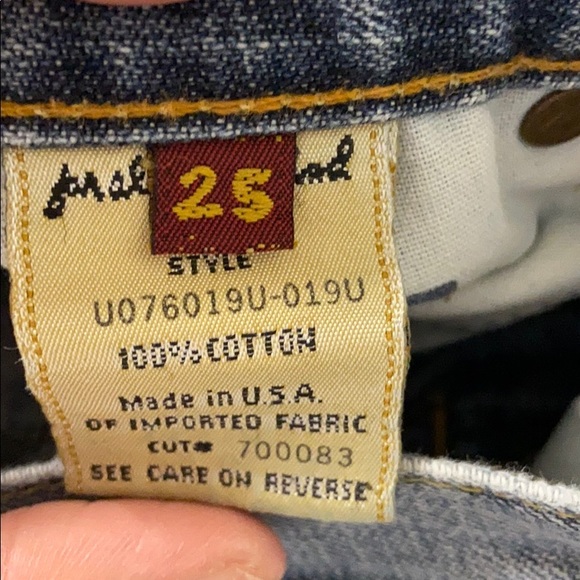 25
STYLE
U076019U-019U
100% COTTON
Made in U.S.A.
OF IMPORTED FABRIC
CUT# 700083
SEE CARE ON REVERSE